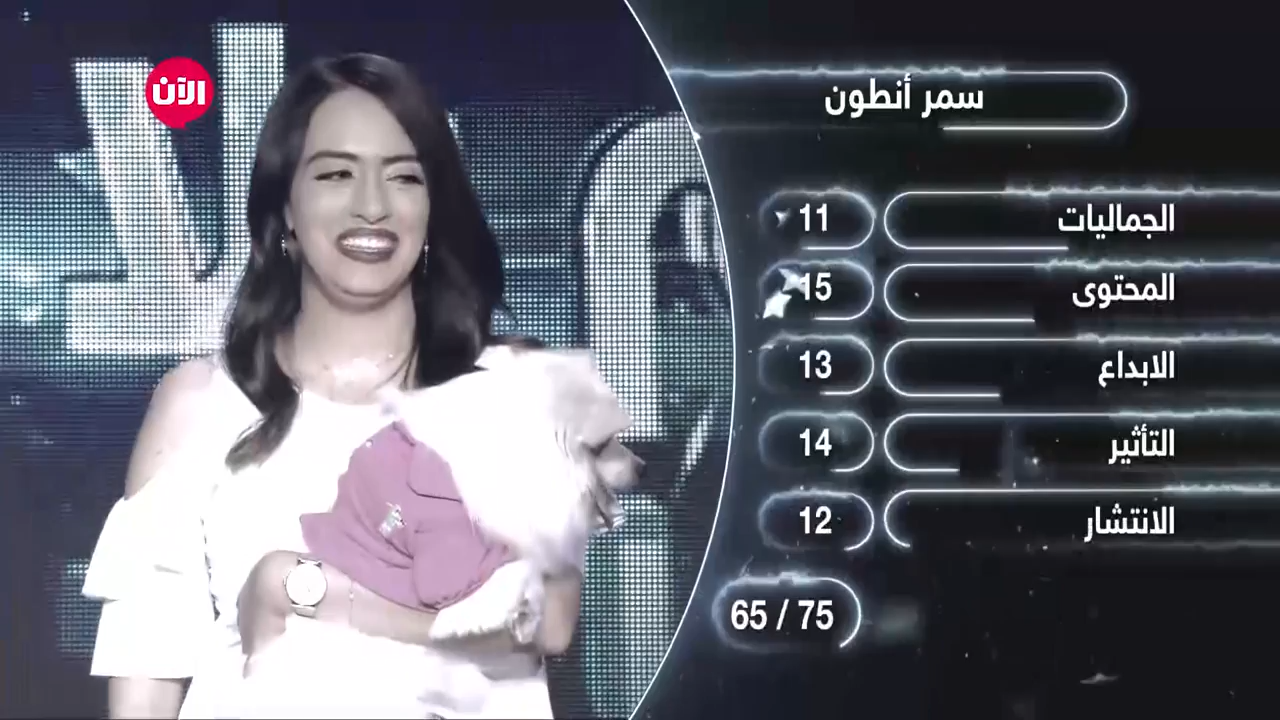 الآن
سمر أنطون
الجماليات 11
المحتوى 15
الابداع 13
التأثير 14
الانتشار 12
65 / 75